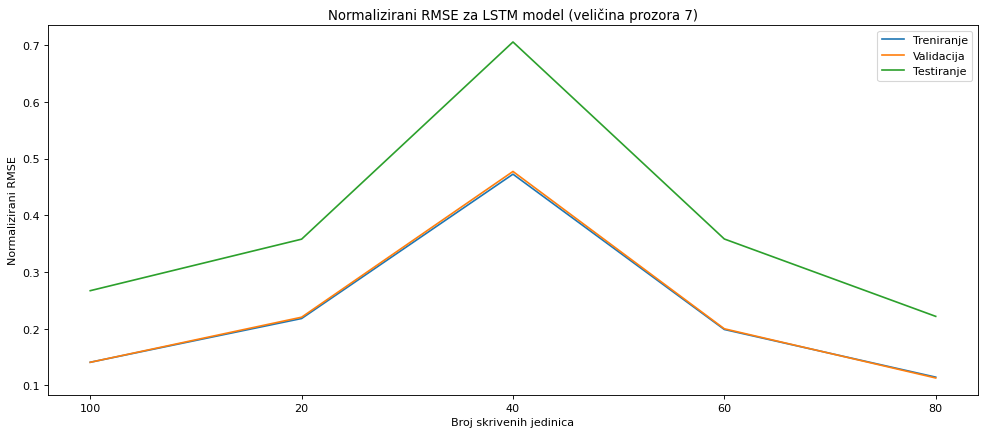 Normalizirani RMSE za LSTM model (veličina prozora 7)
Treniranje
Validacija
Testiranje
Normalizirani RMSE
0.7
0.6
0.5
0.4
0.3
0.2
0.1
100 20 40 60 80
Broj skrivenih jedinica